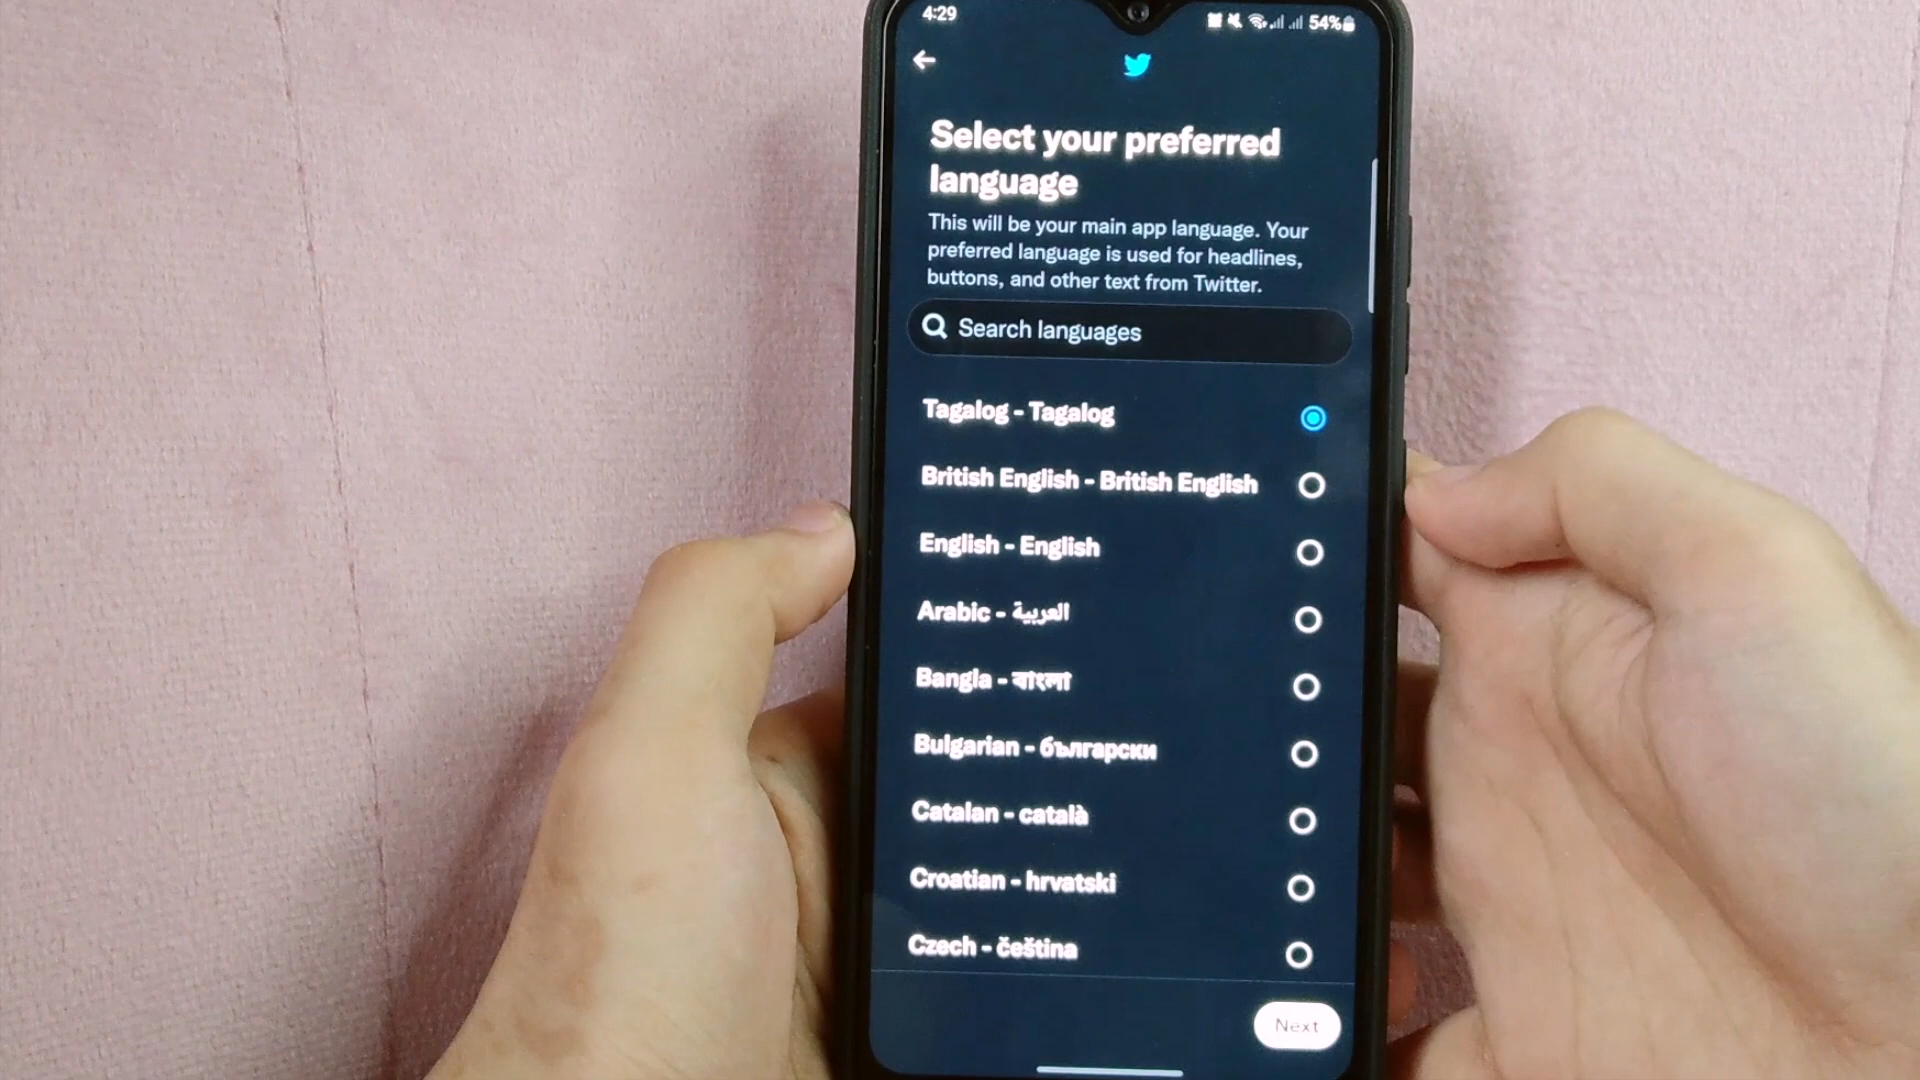 4:29
54%
Select your preferred
language
This will be your main app language. Your
preferred language is used for headlines,
buttons, and other text from Twitter.
Search languages
Tagalog - Tagalog
British English - British English
English - English
Arabic - العربية
Bangla - বাংলা
Bulgarian - български
Catalan - català
Croatian - hrvatski
Czech - čeština
Next